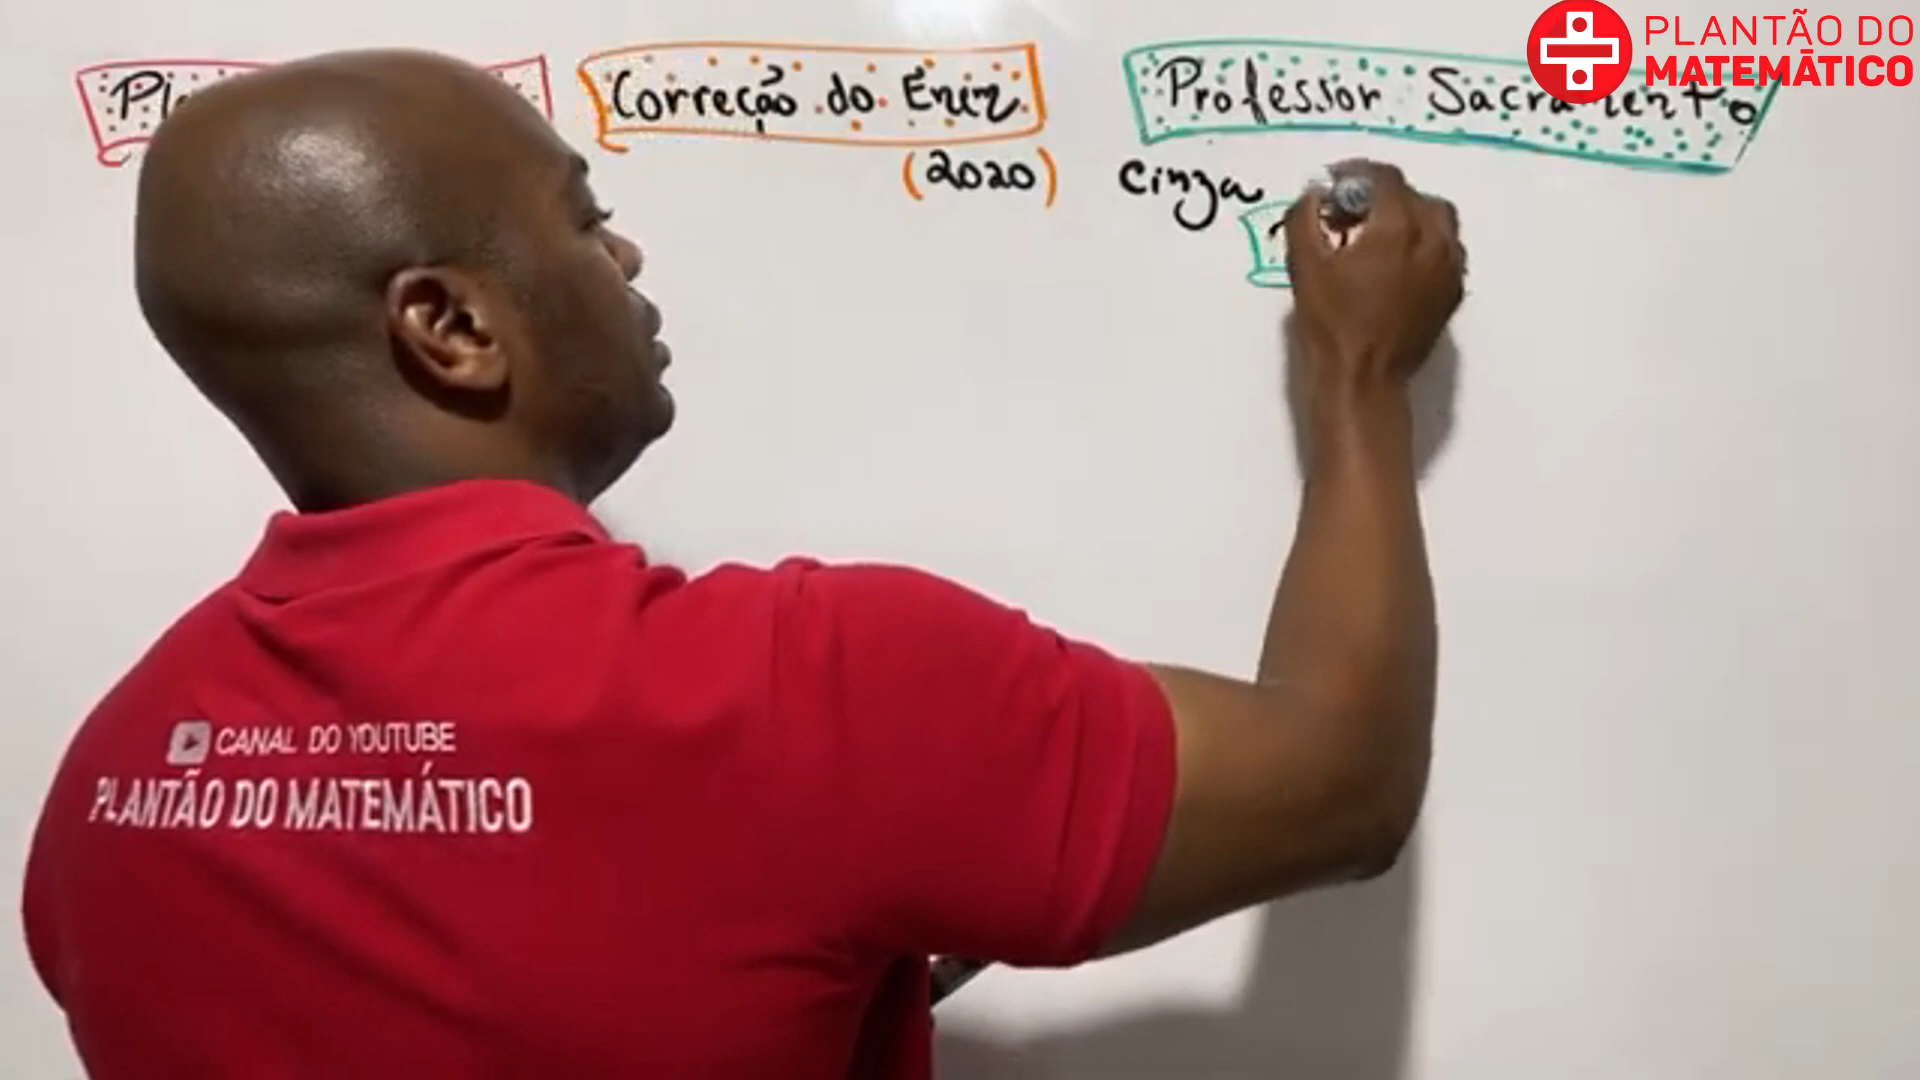 Correção do Enem
(2020)
Professor Sacramento
cinza
PLANTÃO DO
MATEMÁTICO
CANAL DO YOUTUBE
PLANTÃO DO MATEMÁTICO